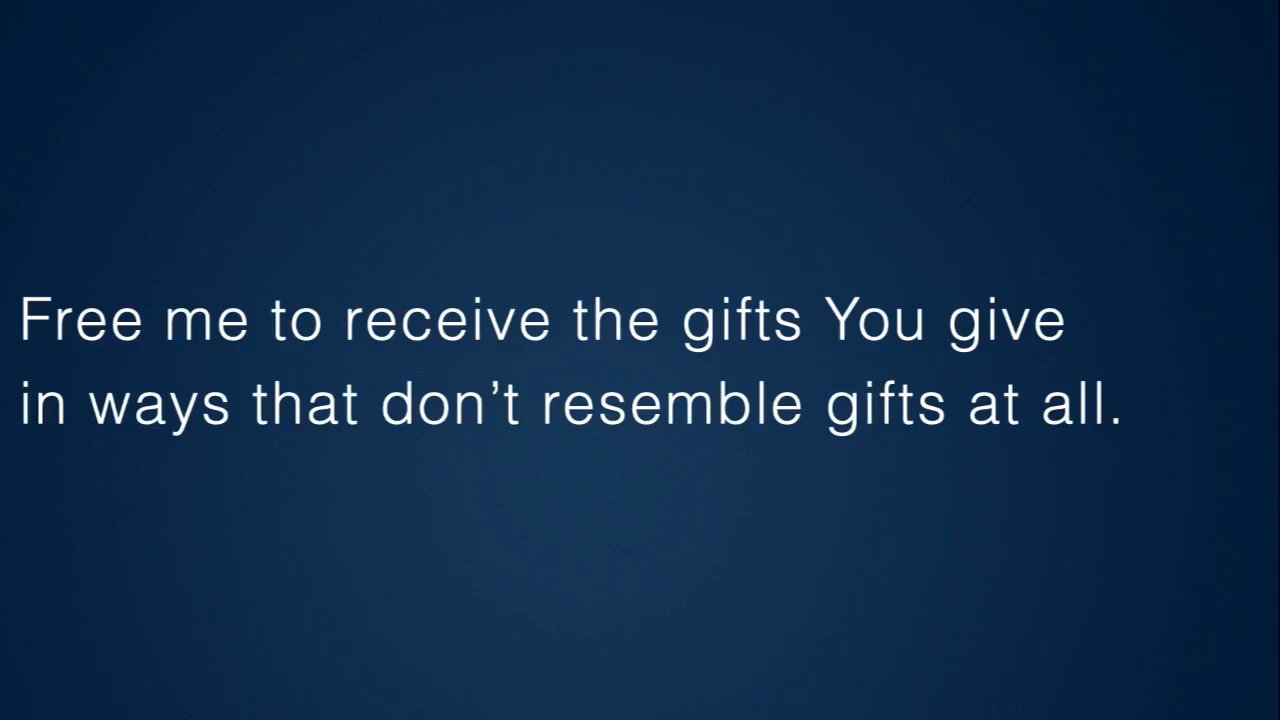 Free me to receive the gifts You give
in ways that don’t resemble gifts at all.